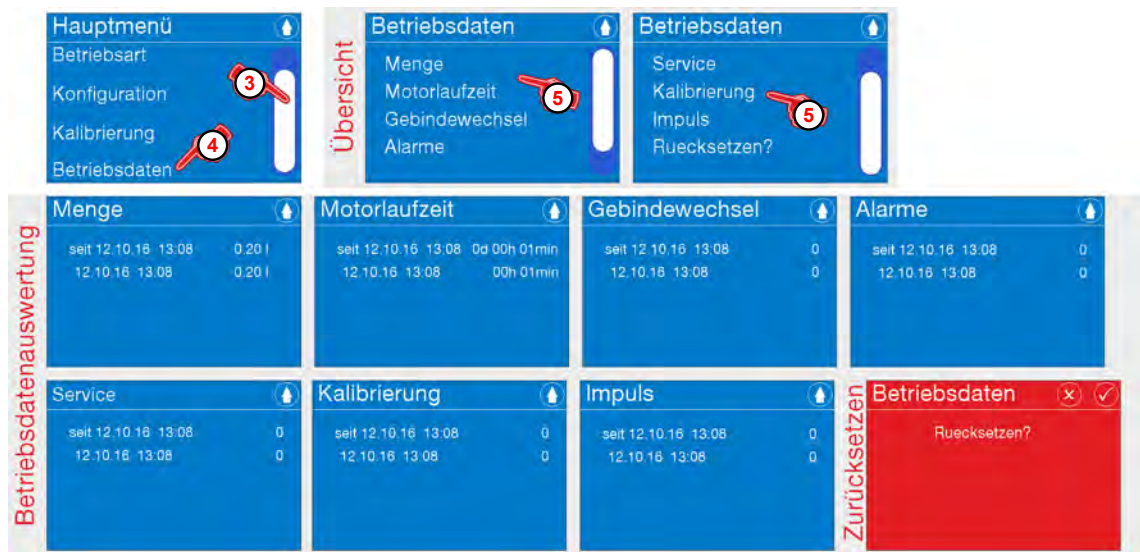 Hauptmenü
Betriebsart
Konfiguration
3
Kalibrierung
4
Betriebsdaten
Übersicht
Betriebsdaten
Menge
Motorlaufzeit
5
Gebindewechsel
Alarme
Betriebsdaten
Service
Kalibrierung
5
Impuls
Ruecksetzen?
Betriebsdatenauswertung
Menge
seit 12.10.16 13:08 0.20 l
12.10.16 13.08 0.20 l
Motorlaufzeit
seit 12.10.16 13:08 0d 00h 01min
12.10.16 13:08 00h 01min
Gebindewechsel
seit 12 10.16 13:08 0
12.10.16 13:08 0
Alarme
seit 12.10.16 13:08 0
12.10.16 13:08 0
Service
seit 12.10.16 13:08 0
12.10.16 13:08 0
Kalibrierung
seit 12.10.16 13:08 0
12.10.16 13 08 0
Impuls
seit 12.10.16 13:08 0
12.10.16 13:08 0
Zurücksetzen
Betriebsdaten
Ruecksetzen?